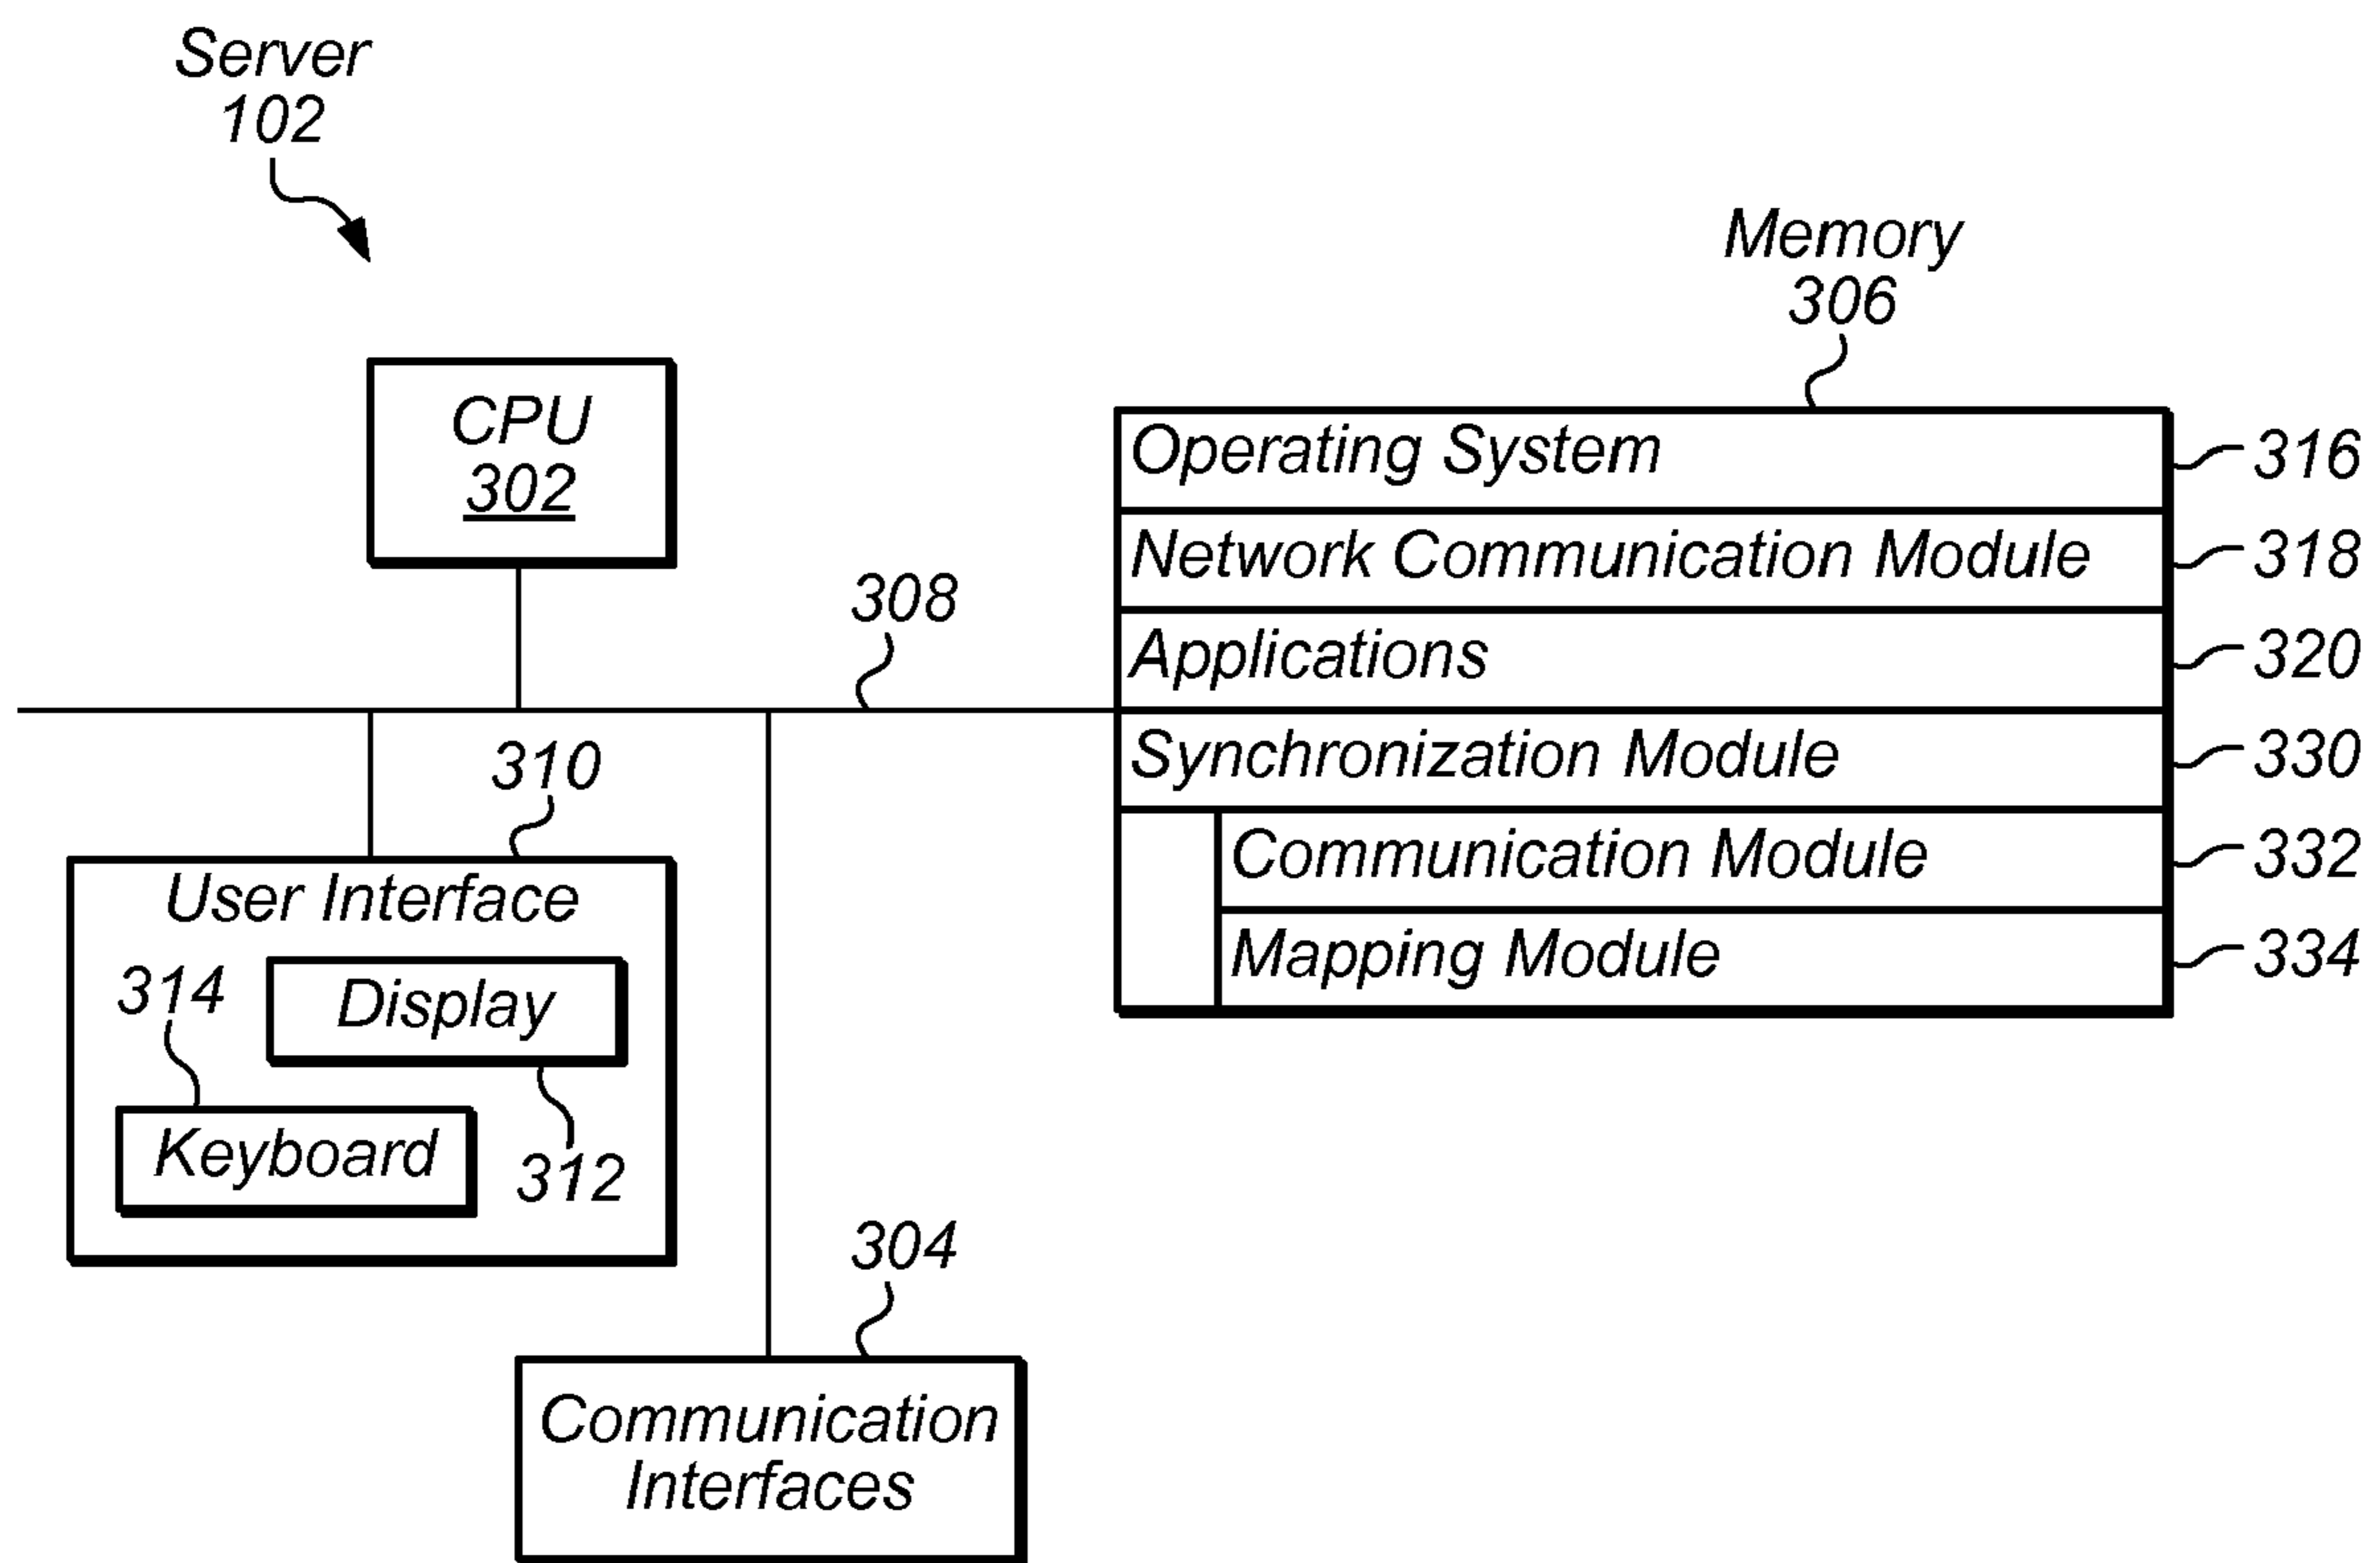 Server
102
Memory
306
CPU
302
Operating System
316
Network Communication Module
318
308
Applications
320
Synchronization Module
330
310
Communication Module
332
User Interface
Mapping Module
334
314
Display
Keyboard
312
304
Communication
Interfaces